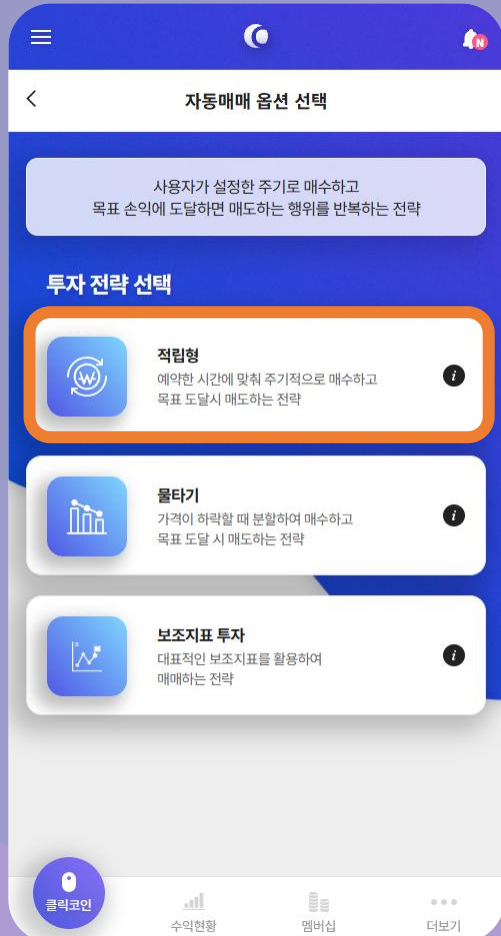 N
자동매매 옵션 선택
사용자가 설정한 주기로 매수하고
목표 손익에 도달하면 매도하는 행위를 반복하는 전략
투자 전략 선택
적립형
예약한 시간에 맞춰 주기적으로 매수하고
목표 도달시 매도하는 전략
i
물타기
가격이 하락할 때 분할하여 매수하고
목표 도달 시 매도하는 전략
i
보조지표 투자
대표적인 보조지표를 활용하여
매매하는 전략
i
클릭코인
수익현황
멤버십
더보기